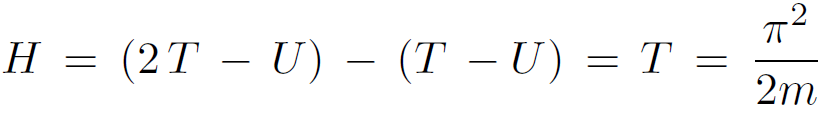 H = (2T − U) − (T − U) = T = π²/2m